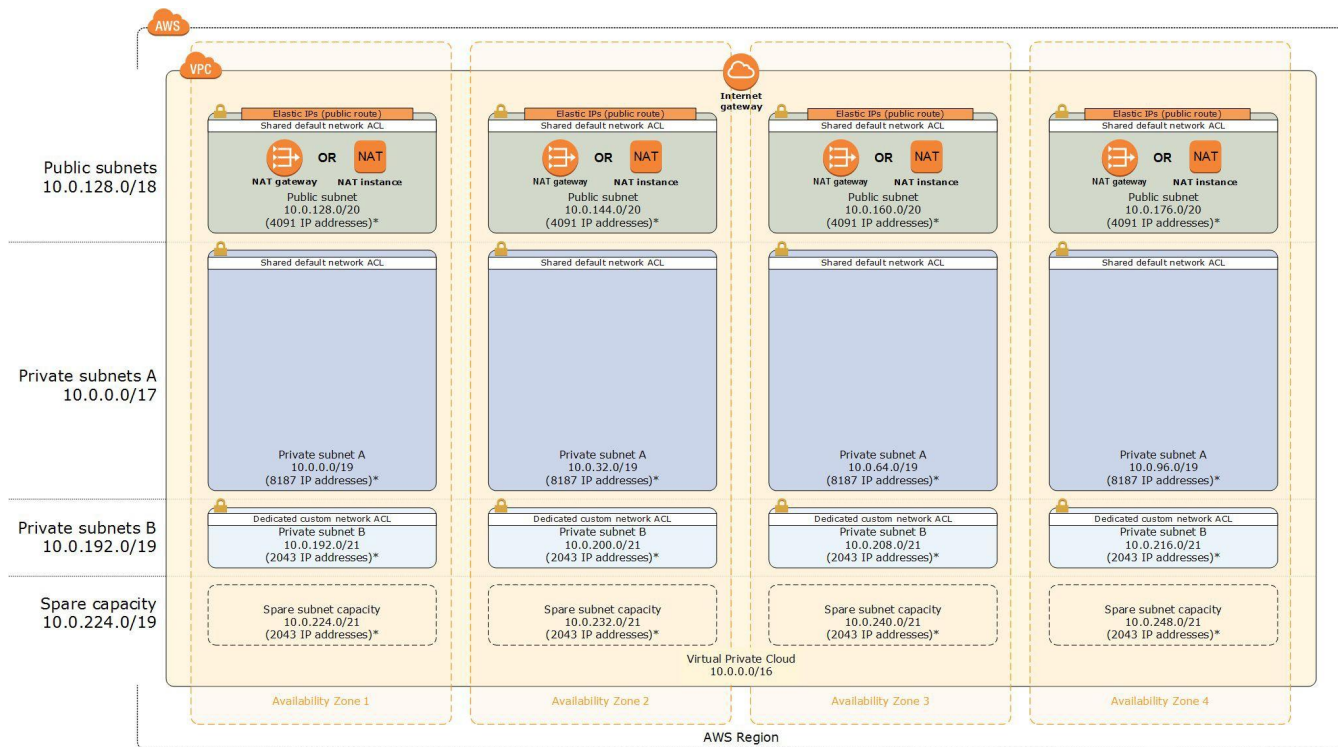 AWS
VPC
Internet
gateway
Public subnets
10.0.128.0/18
Elastic IPs (public route)
Shared default network ACL
OR
NAT
NAT gateway
NAT instance
Public subnet
10.0.128.0/20
(4091 IP addresses)*
Elastic IPs (public route)
Shared default network ACL
OR
NAT
NAT gateway
NAT instance
Public subnet
10.0.144.0/20
(4091 IP addresses)*
Elastic IPs (public route)
Shared default network ACL
OR
NAT
NAT gateway
NAT instance
Public subnet
10.0.160.0/20
(4091 IP addresses)*
Elastic IPs (public route)
Shared default network ACL
OR
NAT
NAT gateway
NAT instance
Public subnet
10.0.176.0/20
(4091 IP addresses)*
Private subnets A
10.0.0.0/17
Shared default network ACL
Private subnet A
10.0.0.0/19
(8187 IP addresses)*
Shared default network ACL
Private subnet A
10.0.32.0/19
(8187 IP addresses)*
Shared default network ACL
Private subnet A
10.0.64.0/19
(8187 IP addresses)*
Shared default network ACL
Private subnet A
10.0.96.0/19
(8187 IP addresses)*
Private subnets B
10.0.192.0/19
Dedicated custom network ACL
Private subnet B
10.0.192.0/21
(2043 IP addresses)*
Dedicated custom network ACL
Private subnet B
10.0.200.0/21
(2043 IP addresses)*
Dedicated custom network ACL
Private subnet B
10.0.208.0/21
(2043 IP addresses)*
Dedicated custom network ACL
Private subnet B
10.0.216.0/21
(2043 IP addresses)*
Spare capacity
10.0.224.0/19
Spare subnet capacity
10.0.224.0/21
(2043 IP addresses)*
Spare subnet capacity
10.0.232.0/21
(2043 IP addresses)*
Spare subnet capacity
10.0.240.0/21
(2043 IP addresses)*
Spare subnet capacity
10.0.248.0/21
(2043 IP addresses)*
Virtual Private Cloud
10.0.0.0/16
Availability Zone 1
Availability Zone 2
Availability Zone 3
Availability Zone 4
AWS Region